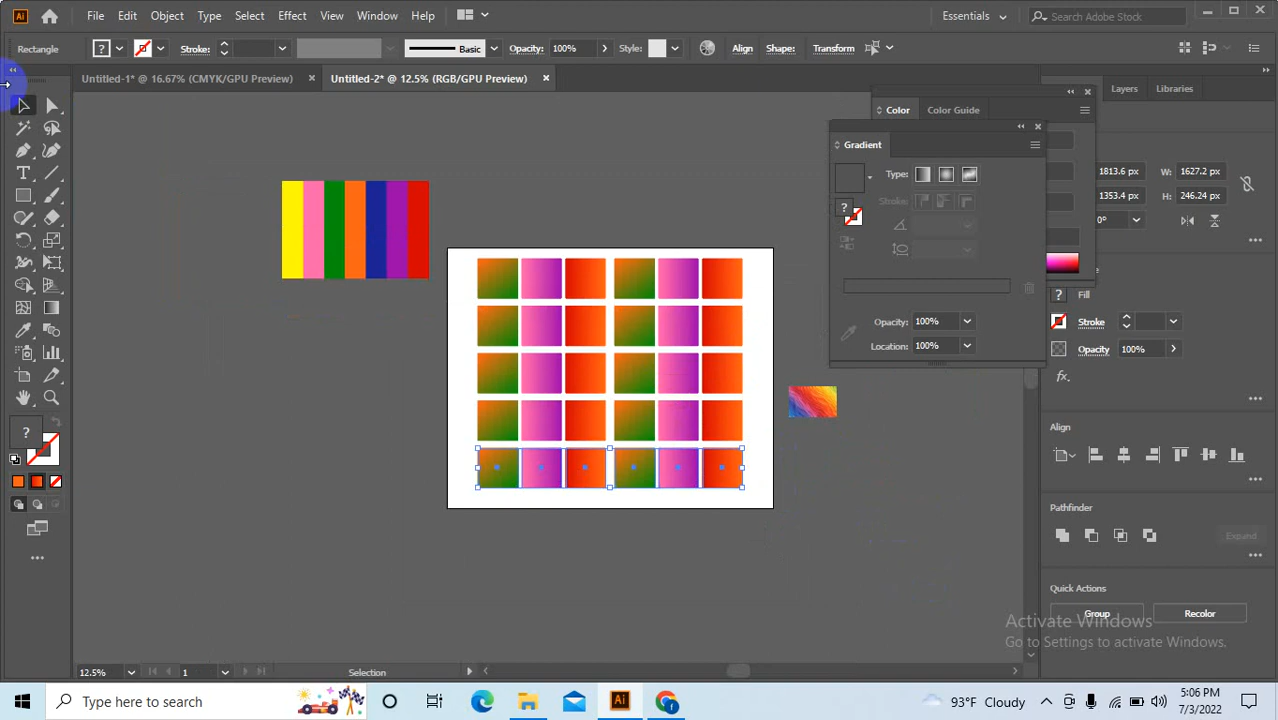 Ai File Edit Object Type Select Effect View Window Help Essentials Search Adobe Stock
Rectangle ? Stroke: Basic Opacity: 100% Style: Align Shape: Transform
Untitled-1* @ 16.67% (CMYK/GPU Preview) Untitled-2* @ 12.5% (RGB/GPU Preview) Layers Libraries
Color Color Guide
Gradient
Type:
1813.6 px W: 1627.2 px
1353.4 px H: 246.24 px
Stroke:
0°
?
? Fill
Stroke
Opacity: 100%
Location: 100%
Opacity 100%
fx.
Align
?
Pathfinder
Expand
Quick Actions
Group Recolor
Activate Windows
Go to Settings to activate Windows.
12.5% 1 Selection
Type here to search Ai 93°F Cloudy 5:06 PM
7/3/2022